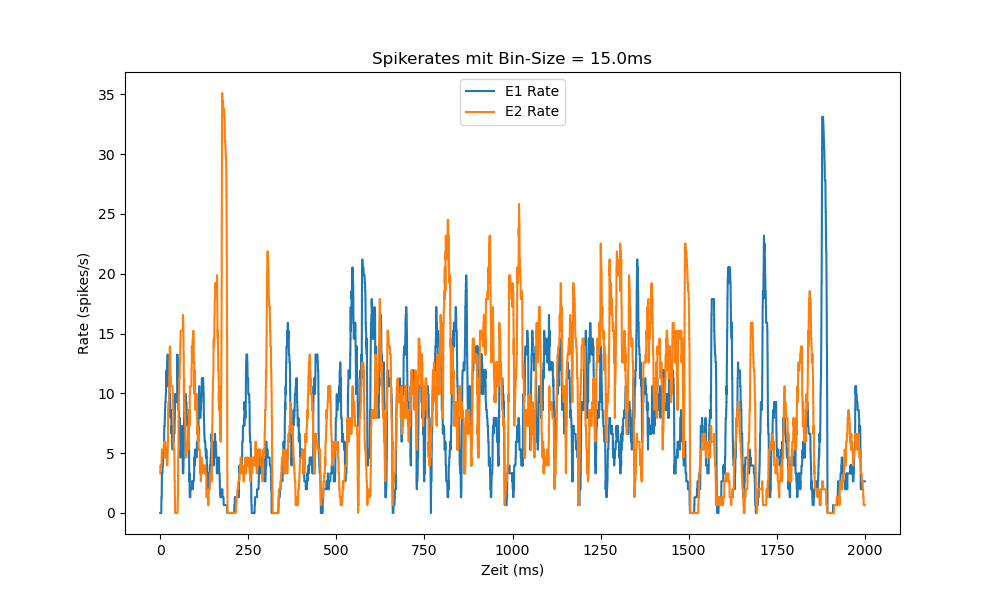 Spikerates mit Bin-Size = 15.0ms
E1 Rate
E2 Rate
35
30
25
20
15
10
5
0
Rate (spikes/s)
0 250 500 750 1000 1250 1500 1750 2000
Zeit (ms)